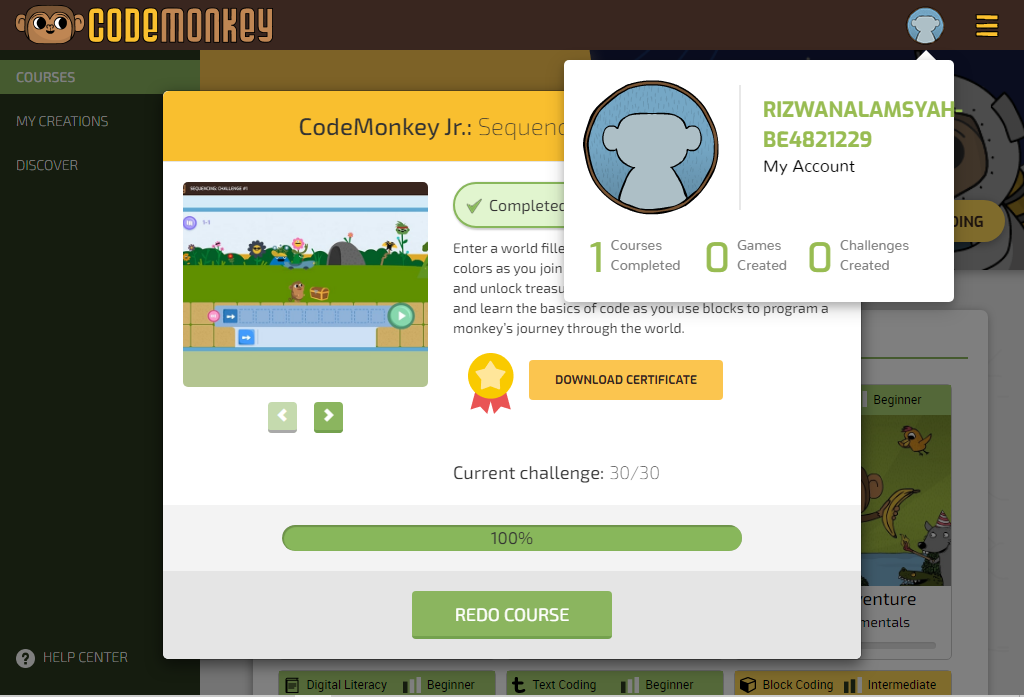 CODEMONKEY
COURSES
MY CREATIONS
DISCOVER
CodeMonkey Jr.: Sequenc
RIZWANALAMSYAH-
BE4821229
My Account
1 Courses Completed
0 Games Created
0 Challenges Created
DING
SEQUENCING: CHALLENGE #1
1-1
Completed
Enter a world fille
colors as you join
and unlock treasu
and learn the basics of code as you use blocks to program a
monkey's journey through the world.
DOWNLOAD CERTIFICATE
Current challenge: 30/30
100%
REDO COURSE
Beginner
venture
mentals
? HELP CENTER
Digital Literacy Beginner
Text Coding Beginner
Block Coding Intermediate